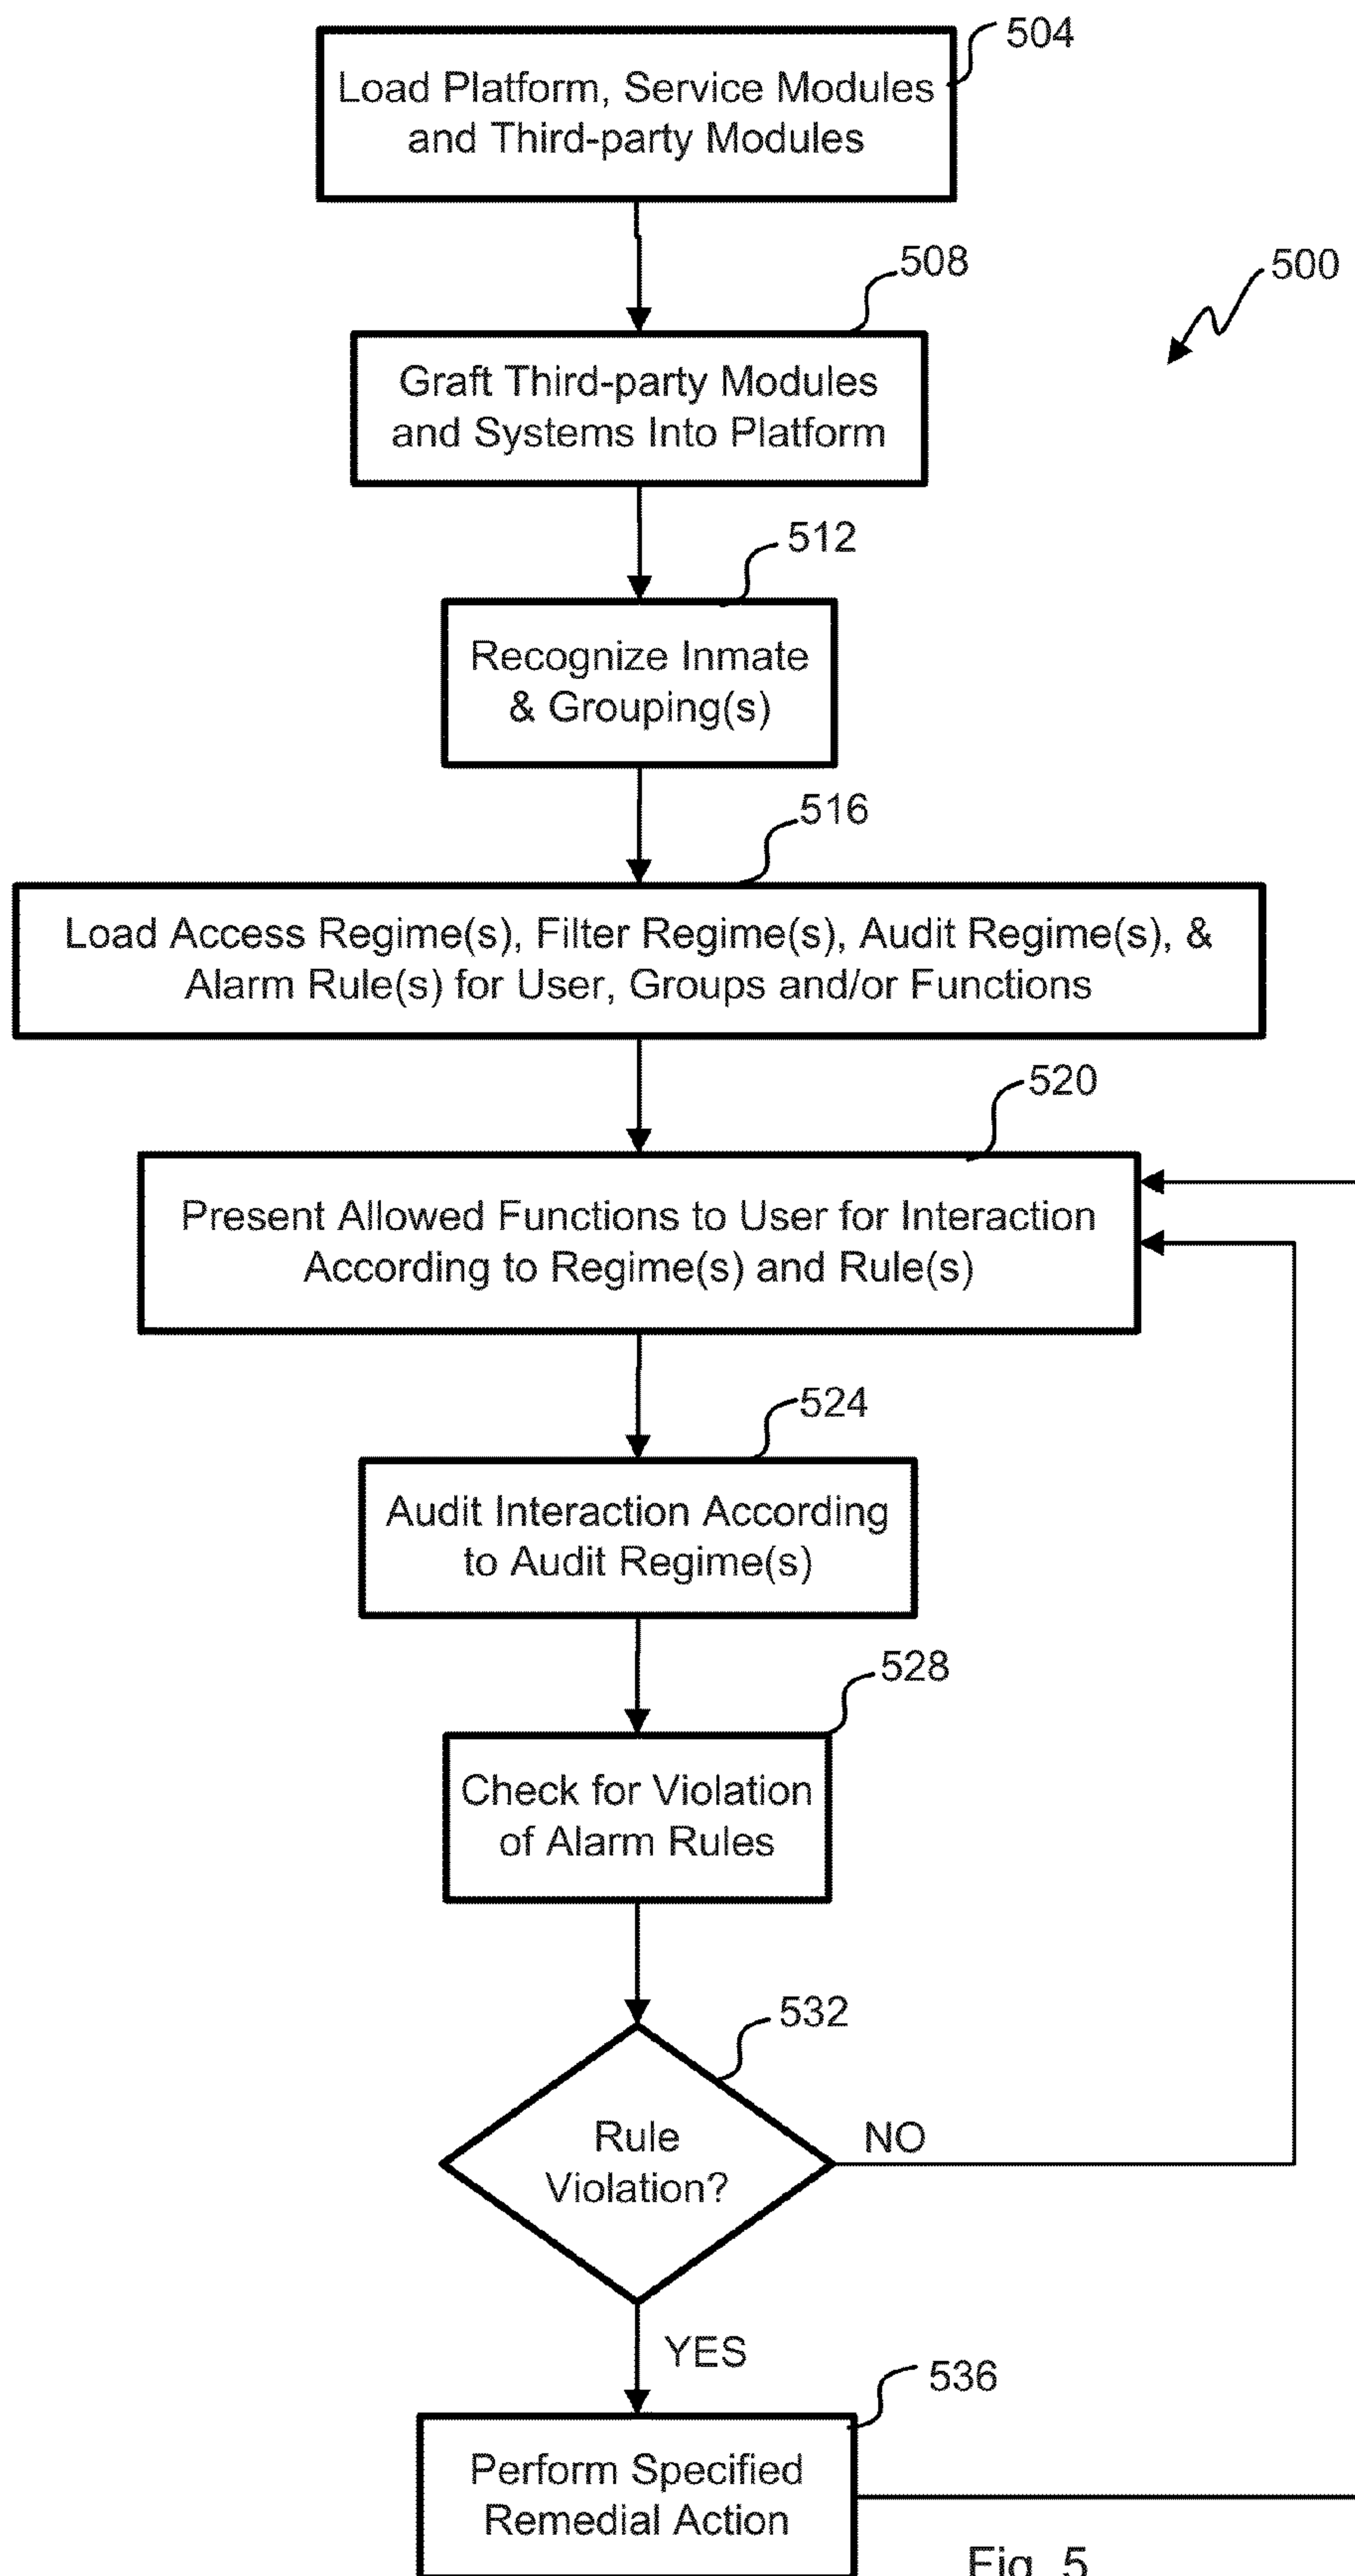 504
Load Platform, Service Modules
and Third-party Modules
508
500
Graft Third-party Modules
and Systems Into Platform
512
Recognize Inmate
& Grouping(s)
516
Load Access Regime(s), Filter Regime(s), Audit Regime(s), &
Alarm Rule(s) for User, Groups and/or Functions
520
Present Allowed Functions to User for Interaction
According to Regime(s) and Rule(s)
524
Audit Interaction According
to Audit Regime(s)
528
Check for Violation
of Alarm Rules
532
Rule
Violation?
NO
YES
536
Perform Specified
Remedial Action
Fig. 5